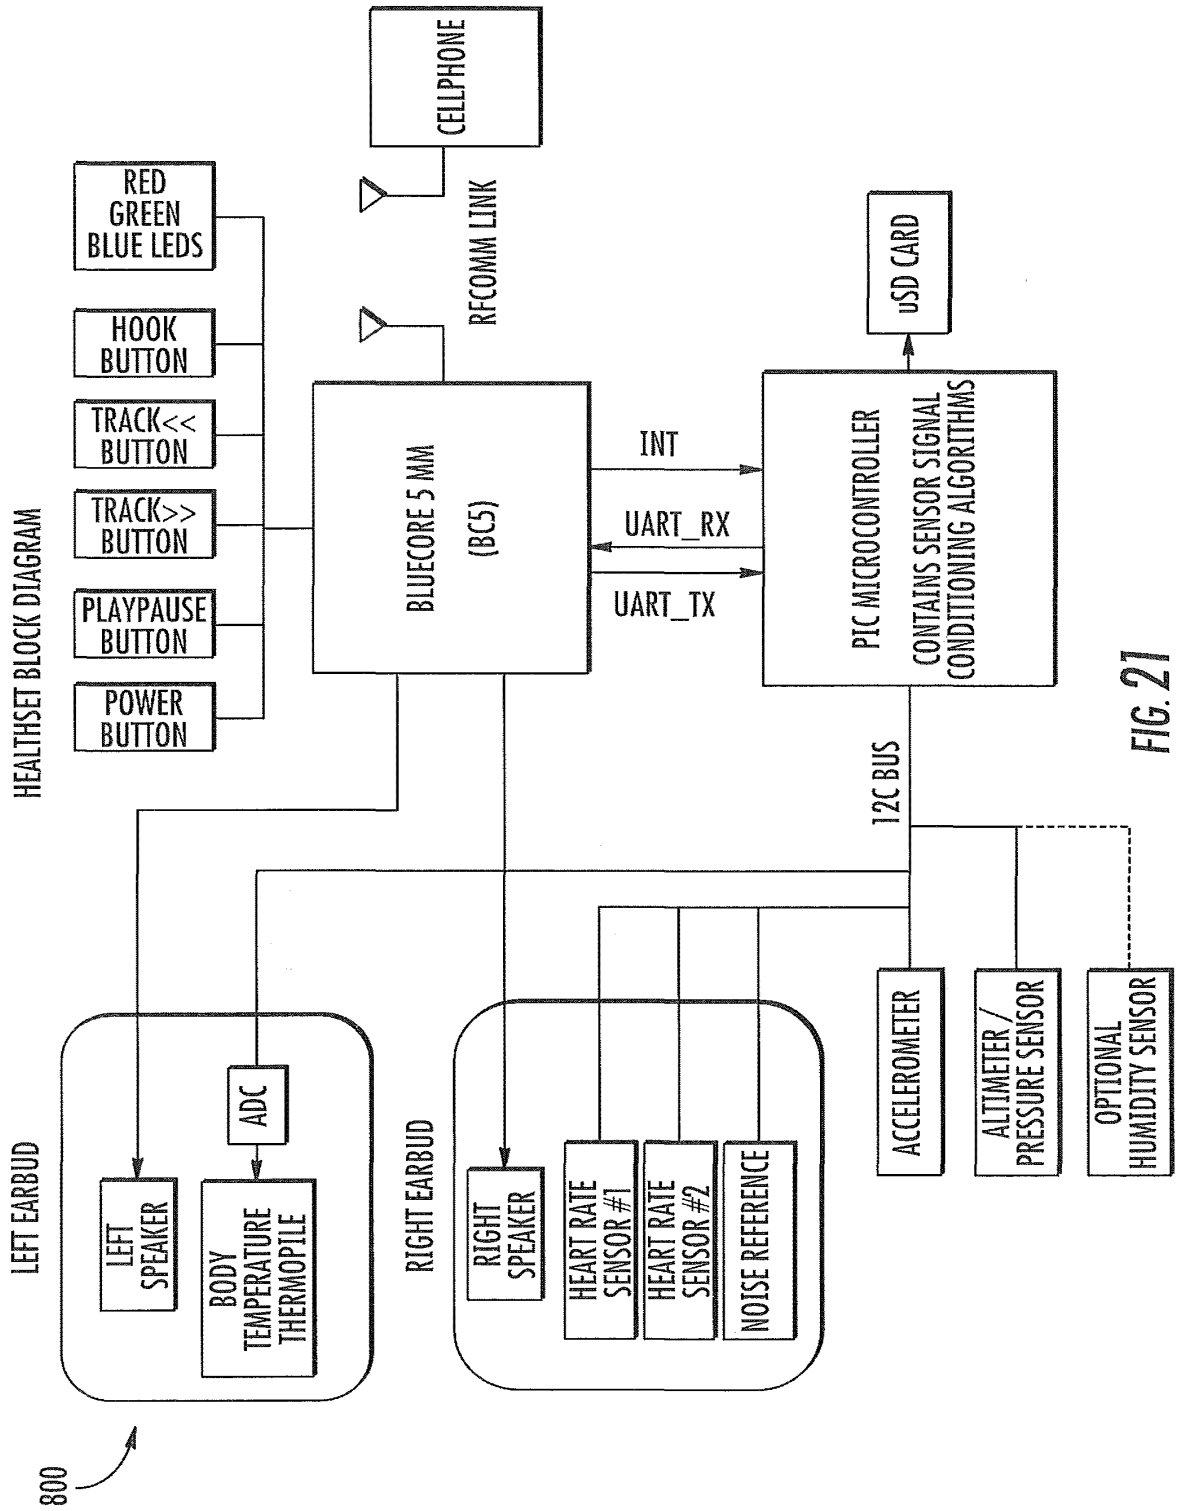 HEALTHSET BLOCK DIAGRAM
800
LEFT EARBUD
LEFT
SPEAKER
BODY
TEMPERATURE
THERMOPILE
ADC
RIGHT EARBUD
RIGHT
SPEAKER
HEART RATE
SENSOR #1
HEART RATE
SENSOR #2
NOISE REFERENCE
ACCELEROMETER
ALTIMETER/
PRESSURE SENSOR
OPTIONAL
HUMIDITY SENSOR
POWER
BUTTON
PLAYPAUSE
BUTTON
TRACK>>
BUTTON
TRACK<<
BUTTON
HOOK
BUTTON
RED
GREEN
BLUE LEDS
BLUECORE 5 MM
(BC5)
RFCOMM LINK
CELLPHONE
UART_TX
UART_RX
INT
12C BUS
PIC MICROCONTROLLER
CONTAINS SENSOR SIGNAL
CONDITIONING ALGORITHMS
uSD CARD
FIG. 21